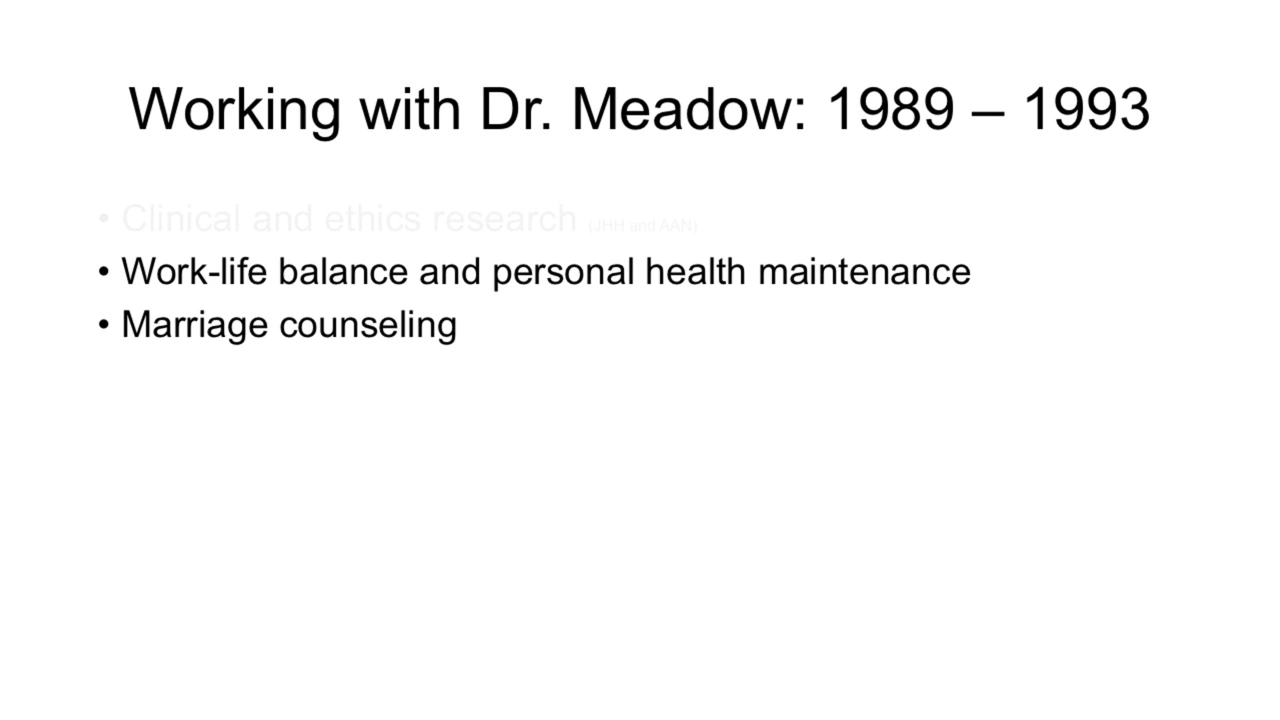 Working with Dr. Meadow: 1989 – 1993
• Clinical and ethics research (JHH and AAN)
• Work-life balance and personal health maintenance
• Marriage counseling